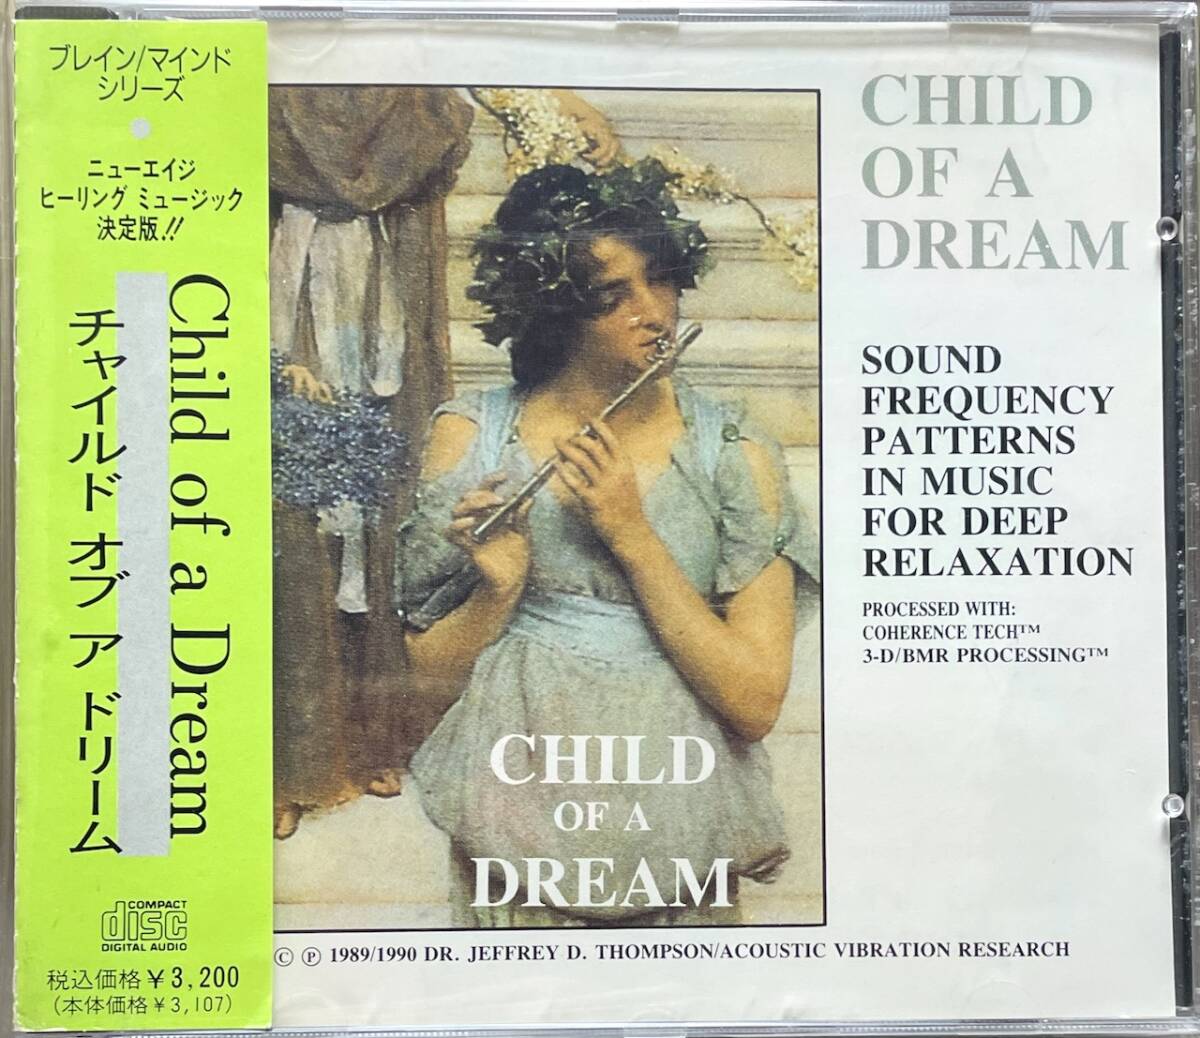 ブレイン/マインド
シリーズ
ニューエイジ
ヒーリング ミュージック
決定版!!
Child of a Dream
チャイルド オブ ア ドリーム
COMPACT
disc
DIGITAL AUDIO
税込価格¥3,200
(本体価格¥3,107)
CHILD
OF A
DREAM
CHILD
OF A
DREAM
SOUND
FREQUENCY
PATTERNS
IN MUSIC
FOR DEEP
RELAXATION
PROCESSED WITH:
COHERENCE TECH™
3-D/BMR PROCESSING™
© ℗ 1989/1990 DR. JEFFREY D. THOMPSON/ACOUSTIC VIBRATION RESEARCH